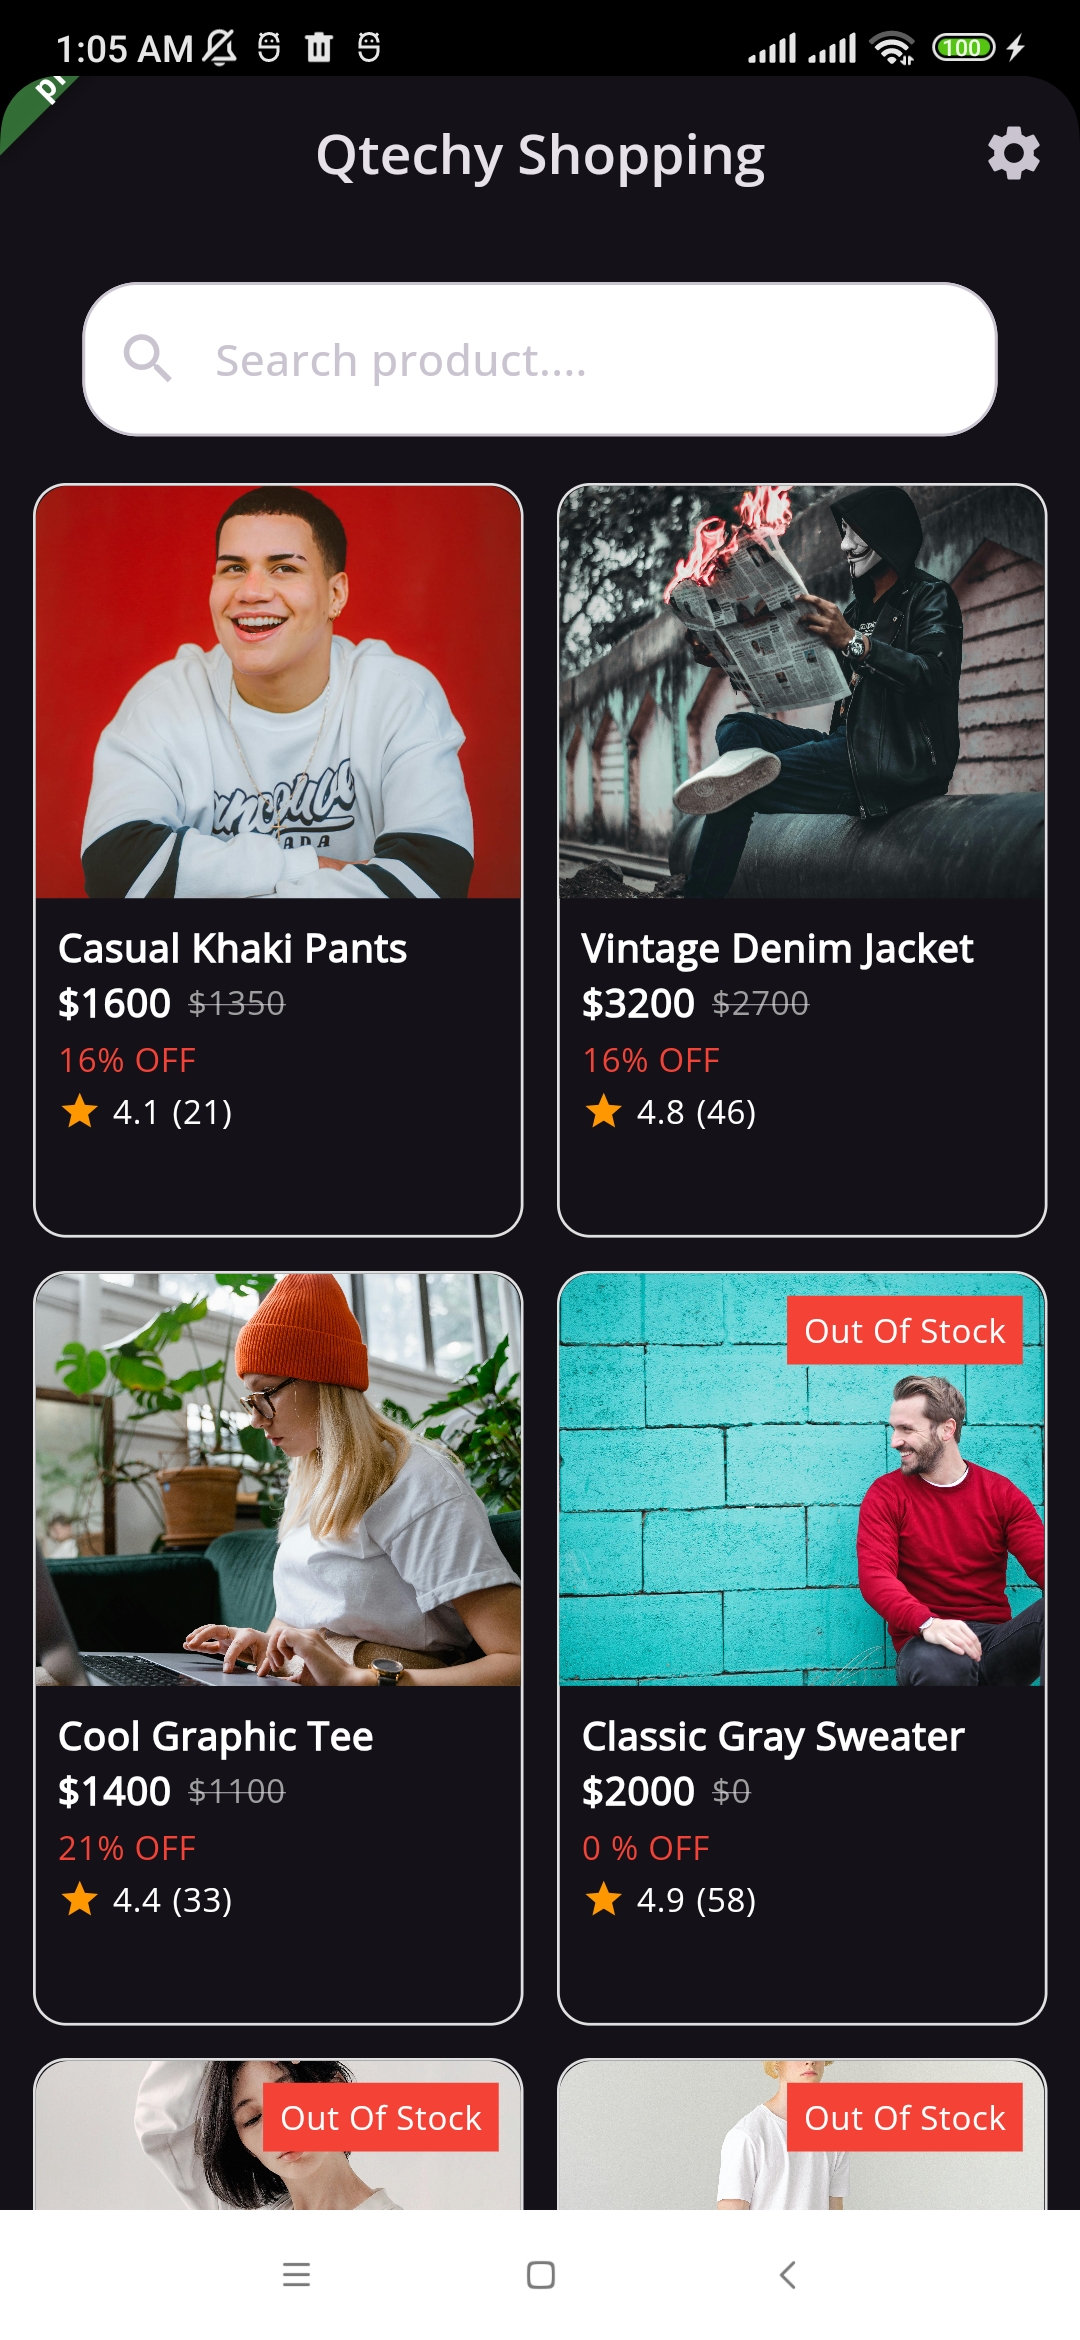 1:05 AM
100
Qtechy Shopping
Search product....
Casual Khaki Pants
$1600 $1350
16% OFF
4.1 (21)
Vintage Denim Jacket
$3200 $2700
16% OFF
4.8 (46)
Out Of Stock
Cool Graphic Tee
$1400 $1100
21% OFF
4.4 (33)
Classic Gray Sweater
$2000 $0
0 % OFF
4.9 (58)
Out Of Stock
Out Of Stock